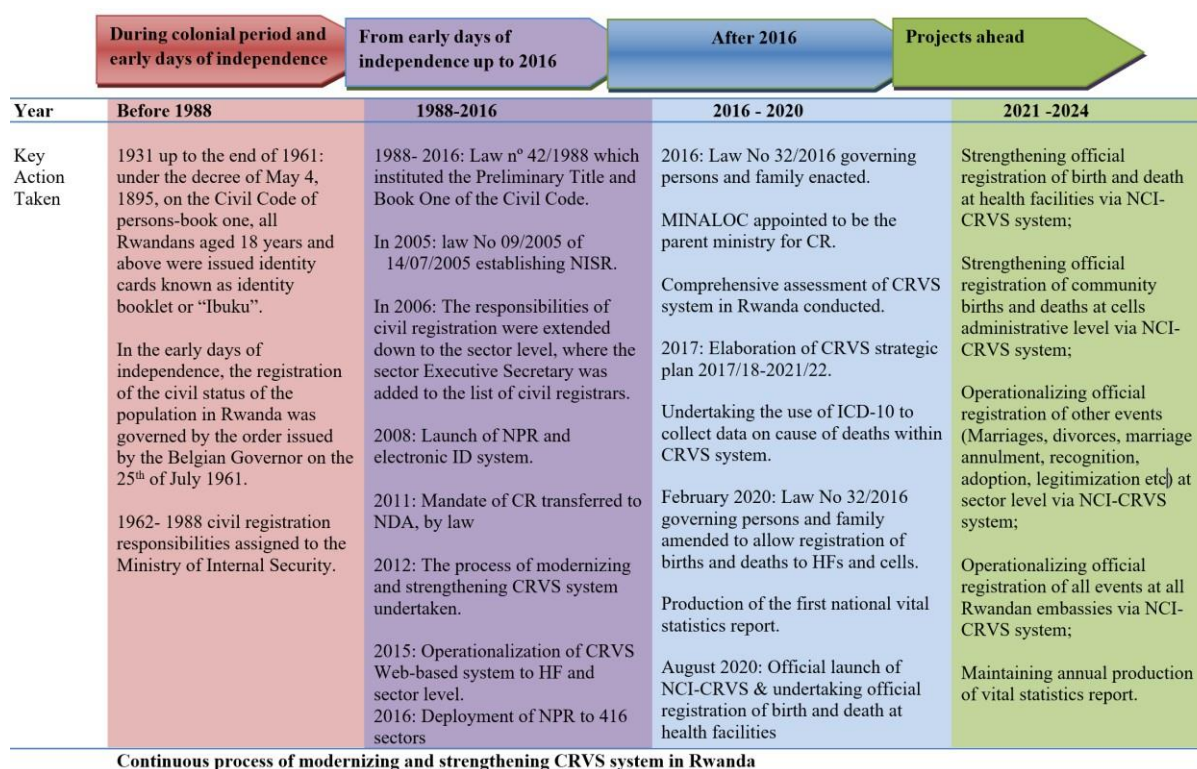 During colonial period and
early days of independence
From early days of
independence up to 2016
After 2016
Projects ahead
Year
Before 1988
1988-2016
2016 - 2020
2021 -2024
Key
Action
Taken
1931 up to the end of 1961:
under the decree of May 4,
1895, on the Civil Code of
persons-book one, all
Rwandans aged 18 years and
above were issued identity
cards known as identity
booklet or “Ibuku”.
In the early days of
independence, the registration
of the civil status of the
population in Rwanda was
governed by the order issued
by the Belgian Governor on the
25th of July 1961.
1962- 1988 civil registration
responsibilities assigned to the
Ministry of Internal Security.
1988- 2016: Law nº 42/1988 which
instituted the Preliminary Title and
Book One of the Civil Code.
In 2005: law No 09/2005 of
14/07/2005 establishing NISR.
In 2006: The responsibilities of
civil registration were extended
down to the sector level, where the
sector Executive Secretary was
added to the list of civil registrars.
2008: Launch of NPR and
electronic ID system.
2011: Mandate of CR transferred to
NDA, by law
2012: The process of modernizing
and strengthening CRVS system
undertaken.
2015: Operationalization of CRVS
Web-based system to HF and
sector level.
2016: Deployment of NPR to 416
sectors
2016: Law No 32/2016 governing
persons and family enacted.
MINALOC appointed to be the
parent ministry for CR.
Comprehensive assessment of CRVS
system in Rwanda conducted.
2017: Elaboration of CRVS strategic
plan 2017/18-2021/22.
Undertaking the use of ICD-10 to
collect data on cause of deaths within
CRVS system.
February 2020: Law No 32/2016
governing persons and family
amended to allow registration of
births and deaths to HFs and cells.
Production of the first national vital
statistics report.
August 2020: Official launch of
NCI-CRVS & undertaking official
registration of birth and death at
health facilities
Strengthening official
registration of birth and death
at health facilities via NCI-
CRVS system;
Strengthening official
registration of community
births and deaths at cells
administrative level via NCI-
CRVS system;
Operationalizing official
registration of other events
(Marriages, divorces, marriage
annulment, recognition,
adoption, legitimization etc) at
sector level via NCI-CRVS
system;
Operationalizing official
registration of all events at all
Rwandan embassies via NCI-
CRVS system;
Maintaining annual production
of vital statistics report.
Continuous process of modernizing and strengthening CRVS system in Rwanda